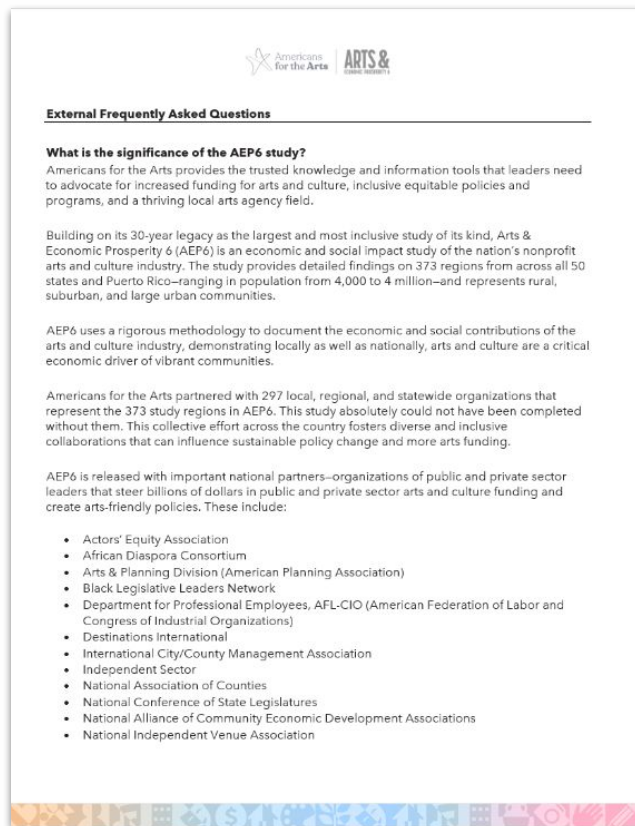 Americans
for the Arts
ARTS &
ECONOMIC PROSPERITY 6
External Frequently Asked Questions
What is the significance of the AEP6 study?
Americans for the Arts provides the trusted knowledge and information tools that leaders need
to advocate for increased funding for arts and culture, inclusive equitable policies and
programs, and a thriving local arts agency field.
Building on its 30-year legacy as the largest and most inclusive study of its kind, Arts &
Economic Prosperity 6 (AEP6) is an economic and social impact study of the nation's nonprofit
arts and culture industry. The study provides detailed findings on 373 regions from across all 50
states and Puerto Rico—ranging in population from 4,000 to 4 million—and represents rural,
suburban, and large urban communities.
AEP6 uses a rigorous methodology to document the economic and social contributions of the
arts and culture industry, demonstrating locally as well as nationally, arts and culture are a critical
economic driver of vibrant communities.
Americans for the Arts partnered with 297 local, regional, and statewide organizations that
represent the 373 study regions in AEP6. This study absolutely could not have been completed
without them. This collective effort across the country fosters diverse and inclusive
collaborations that can influence sustainable policy change and more arts funding.
AEP6 is released with important national partners—organizations of public and private sector
leaders that steer billions of dollars in public and private sector arts and culture funding and
create arts-friendly policies. These include:
• Actors' Equity Association
• African Diaspora Consortium
• Arts & Planning Division (American Planning Association)
• Black Legislative Leaders Network
• Department for Professional Employees, AFL-CIO (American Federation of Labor and
Congress of Industrial Organizations)
• Destinations International
• International City/County Management Association
• Independent Sector
• National Association of Counties
• National Conference of State Legislatures
• National Alliance of Community Economic Development Associations
• National Independent Venue Association